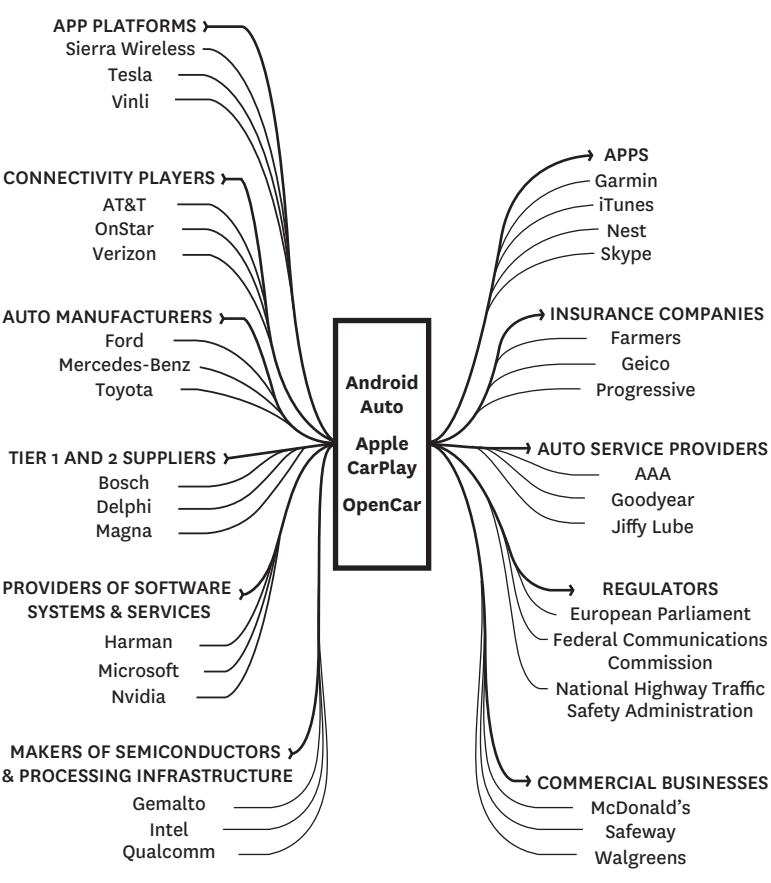 APP PLATFORMS
Sierra Wireless
Tesla
Vinli
CONNECTIVITY PLAYERS
AT&T
OnStar
Verizon
AUTO MANUFACTURERS
Ford
Mercedes-Benz
Toyota
TIER 1 AND 2 SUPPLIERS
Bosch
Delphi
Magna
PROVIDERS OF SOFTWARE
SYSTEMS & SERVICES
Harman
Microsoft
Nvidia
MAKERS OF SEMICONDUCTORS
& PROCESSING INFRASTRUCTURE
Gemalto
Intel
Qualcomm
Android
Auto
Apple
CarPlay
OpenCar
APPS
Garmin
iTunes
Nest
Skype
INSURANCE COMPANIES
Farmers
Geico
Progressive
AUTO SERVICE PROVIDERS
AAA
Goodyear
Jiffy Lube
REGULATORS
European Parliament
Federal Communications
Commission
National Highway Traffic
Safety Administration
COMMERCIAL BUSINESSES
McDonald's
Safeway
Walgreens